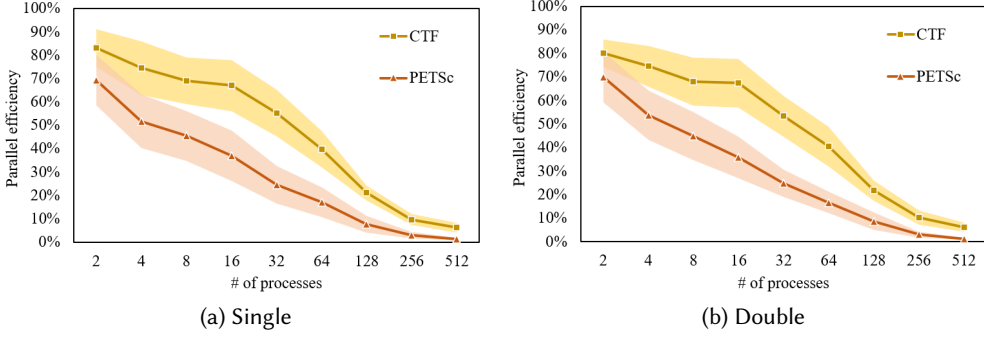 100%
90%
80%
70%
60%
50%
40%
30%
20%
10%
0%
Parallel efficiency
CTF
PETSc
2 4 8 16 32 64 128 256 512
# of processes
(a) Single
100%
90%
80%
70%
60%
50%
40%
30%
20%
10%
0%
Parallel efficiency
CTF
PETSc
2 4 8 16 32 64 128 256 512
# of processes
(b) Double